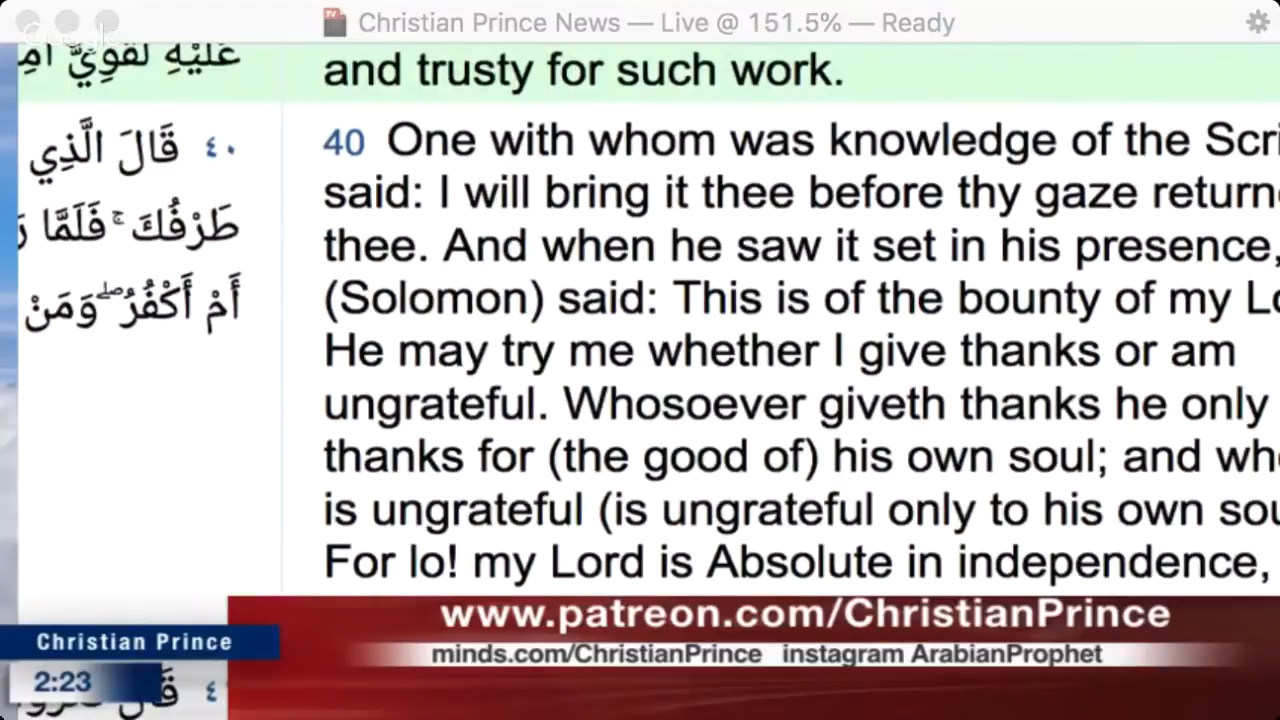 Christian Prince News — Live @ 151.5% — Ready
Google
عَلَيْهِ لَقَوِيٌّ
and trusty for such work.
٤٠ قَالَ الَّذِي
طَرْفُكَ ۚ فَلَمَّا
أَمْ أَكْفُرُ ۖ وَمَنْ
40 One with whom was knowledge of the Scri
said: I will bring it thee before thy gaze return
thee. And when he saw it set in his presence,
(Solomon) said: This is of the bounty of my Lo
He may try me whether I give thanks or am
ungrateful. Whosoever giveth thanks he only
thanks for (the good of) his own soul; and who
is ungrateful (is ungrateful only to his own sou
For lo! my Lord is Absolute in independence,
www.patreon.com/ChristianPrince
Christian Prince
minds.com/ChristianPrince instagram ArabianProphet
2:23